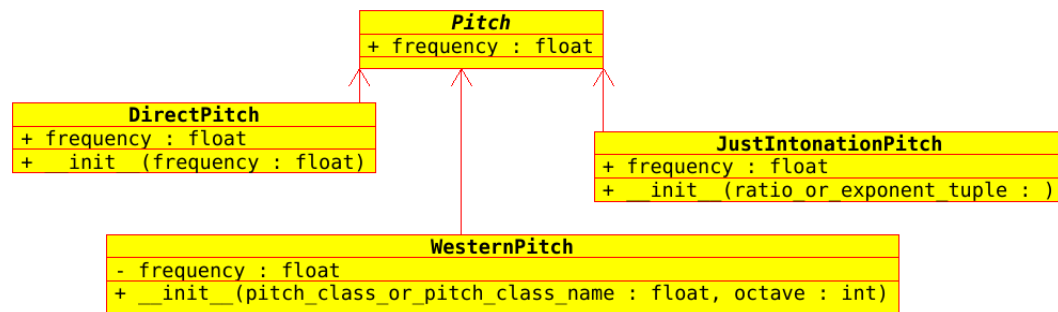 Pitch
+ frequency : float
DirectPitch
+ frequency : float
+ __init__(frequency : float)
JustIntonationPitch
+ frequency : float
+ __init__(ratio_or_exponent_tuple : )
WesternPitch
- frequency : float
+ __init__(pitch_class_or_pitch_class_name : float, octave : int)